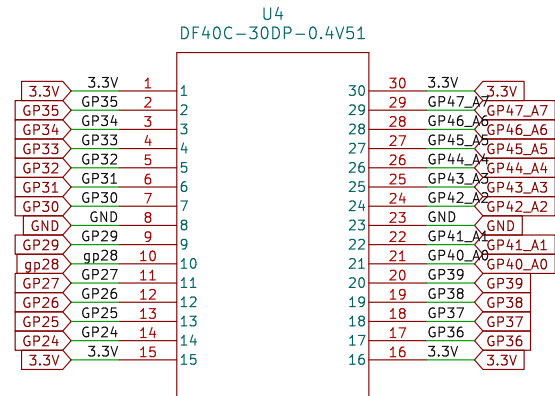 U4
DF40C-30DP-0.4V51
3.3V 3.3V 1 1 30 30 3.3V 3.3V
GP35 GP35 2 2 29 29 GP47_A7 GP47_A7
GP34 GP34 3 3 28 28 GP46_A6 GP46_A6
GP33 GP33 4 4 27 27 GP45_A5 GP45_A5
GP32 GP32 5 5 26 26 GP44_A4 GP44_A4
GP31 GP31 6 6 25 25 GP43_A3 GP43_A3
GP30 GP30 7 7 24 24 GP42_A2 GP42_A2
GND GND 8 8 23 23 GND GND
GP29 GP29 9 9 22 22 GP41_A1 GP41_A1
gp28 gp28 10 10 21 21 GP40_A0 GP40_A0
GP27 GP27 11 11 20 20 GP39 GP39
GP26 GP26 12 12 19 19 GP38 GP38
GP25 GP25 13 13 18 18 GP37 GP37
GP24 GP24 14 14 17 17 GP36 GP36
3.3V 3.3V 15 15 16 16 3.3V 3.3V